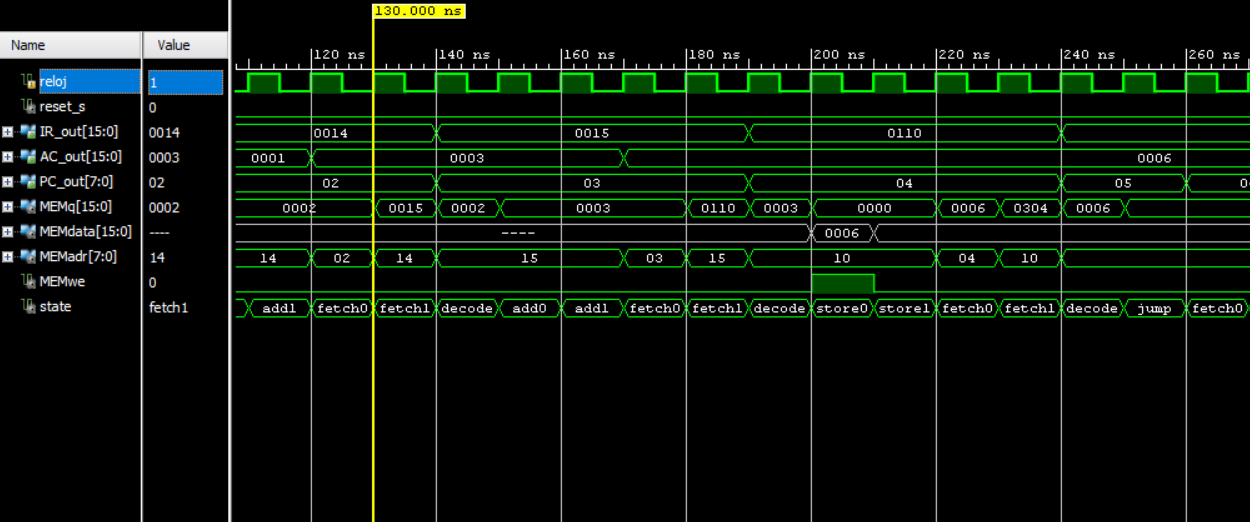 130.000 ns
Name Value
120 ns 140 ns 160 ns 180 ns 200 ns 220 ns 240 ns 260 ns
reloj 1
reset_s 0
IR_out[15:0] 0014 0014 0015 0110
AC_out[15:0] 0003 0001 0003 0006
PC_out[7:0] 02 02 03 04 05
MEMq[15:0] 0002 0002 0015 0002 0003 0110 0003 0000 0006 0304 0006
MEMdata[15:0] ---- ---- 0006
MEMadr[7:0] 14 14 02 14 15 03 15 10 04 10
MEMwe 0
state fetch1 add1 fetch0 fetch1 decode add0 add1 fetch0 fetch1 decode store0 store1 fetch0 fetch1 decode jump fetch0